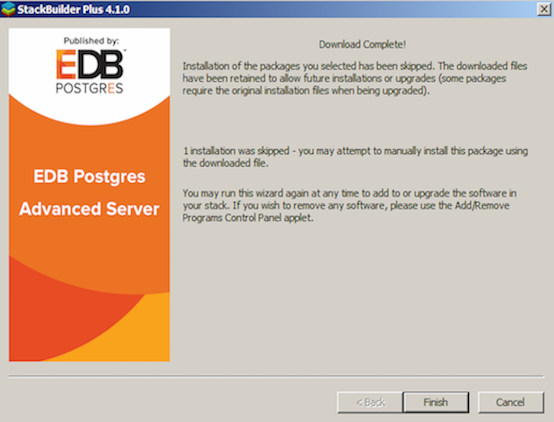 StackBuilder Plus 4.1.0
Published by:
EDB™
POSTGRES
EDB Postgres
Advanced Server
Download Complete!
Installation of the packages you selected has been skipped. The downloaded files
have been retained to allow future installations or upgrades (some packages
require the original installation files when being upgraded).
1 installation was skipped - you may attempt to manually install this package using
the downloaded file.
You may run this wizard again at any time to add to or upgrade the software in
your stack. If you wish to remove any software, please use the Add/Remove
Programs Control Panel applet.
< Back
Finish
Cancel